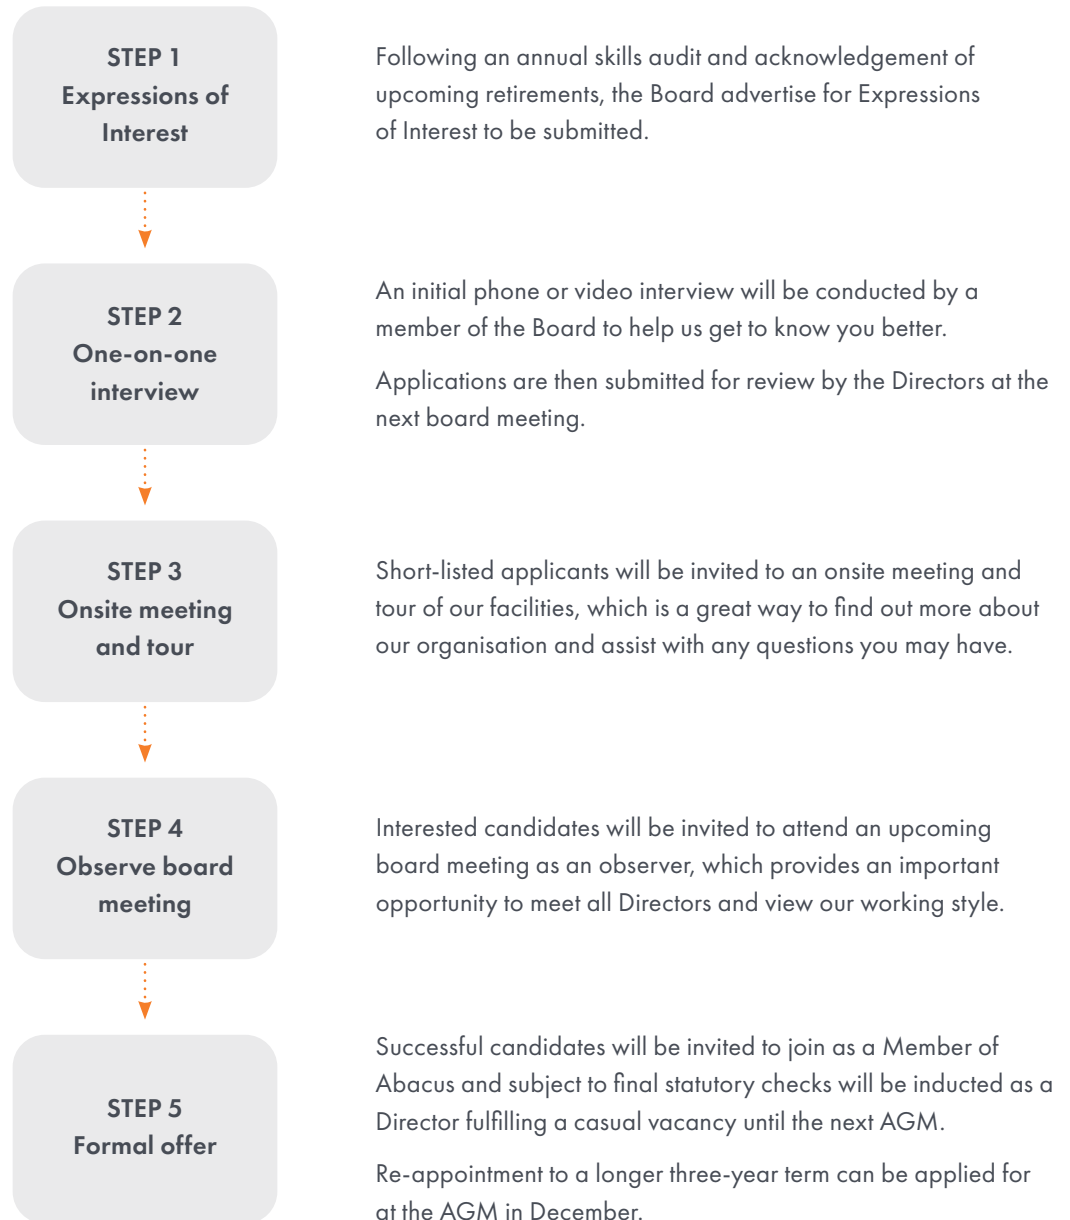 STEP 1
Expressions of
Interest
Following an annual skills audit and acknowledgement of
upcoming retirements, the Board advertise for Expressions
of Interest to be submitted.
STEP 2
One-on-one
interview
An initial phone or video interview will be conducted by a
member of the Board to help us get to know you better.
Applications are then submitted for review by the Directors at the
next board meeting.
STEP 3
Onsite meeting
and tour
Short-listed applicants will be invited to an onsite meeting and
tour of our facilities, which is a great way to find out more about
our organisation and assist with any questions you may have.
STEP 4
Observe board
meeting
Interested candidates will be invited to attend an upcoming
board meeting as an observer, which provides an important
opportunity to meet all Directors and view our working style.
STEP 5
Formal offer
Successful candidates will be invited to join as a Member of
Abacus and subject to final statutory checks will be inducted as a
Director fulfilling a casual vacancy until the next AGM.
Re-appointment to a longer three-year term can be applied for
at the AGM in December.